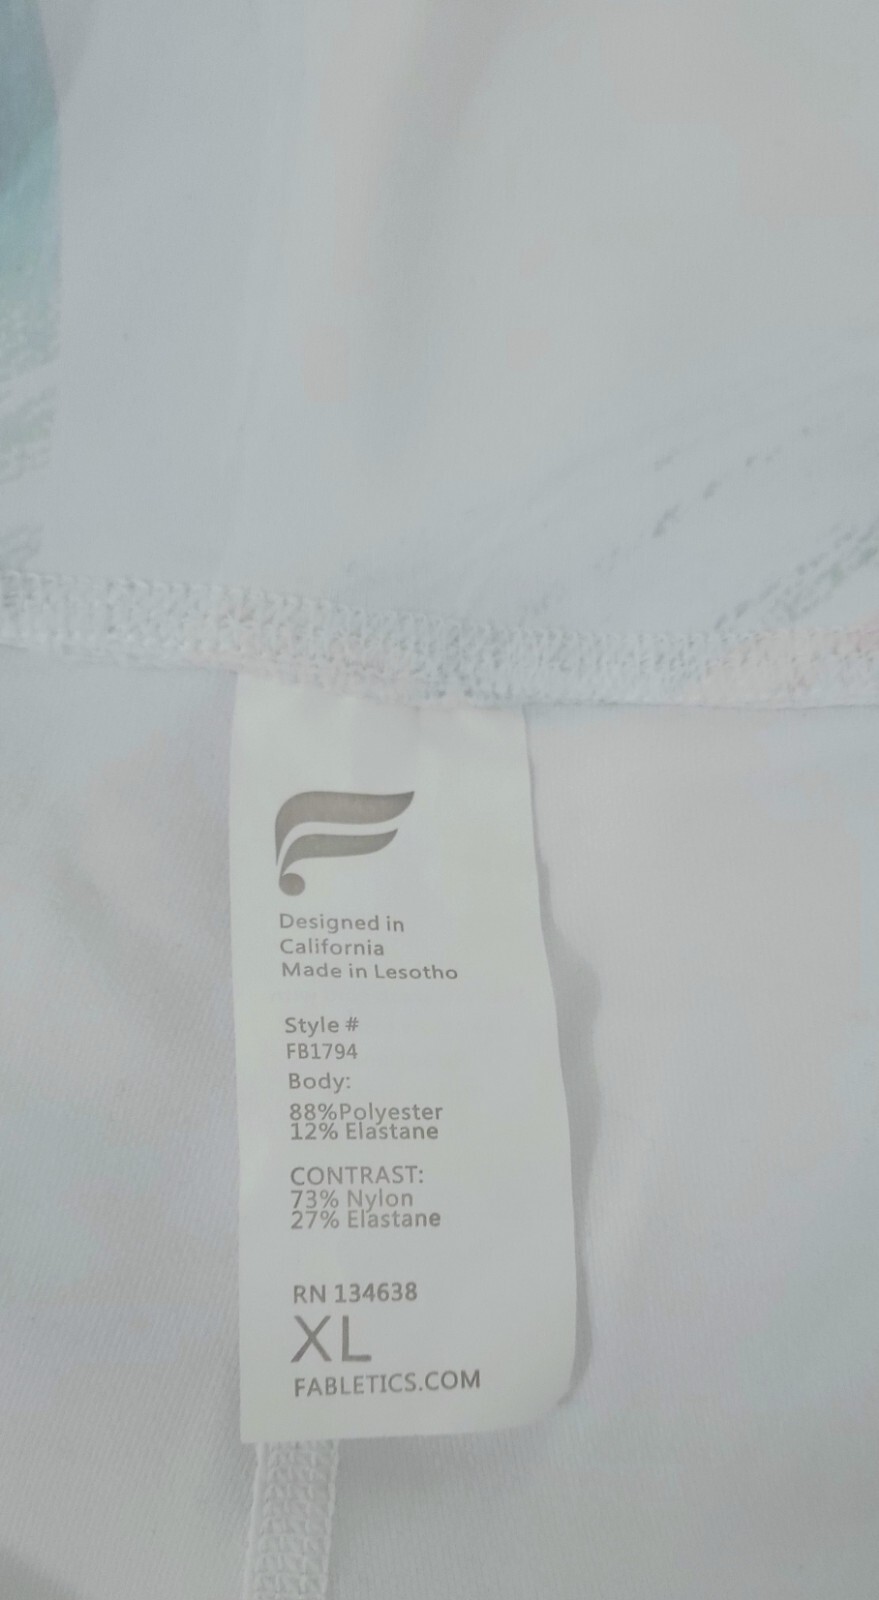 Designed in
California
Made in Lesotho
Style #
FB1794
Body:
88%Polyester
12% Elastane
CONTRAST:
73% Nylon
27% Elastane
RN 134638
XL
FABLETICS.COM